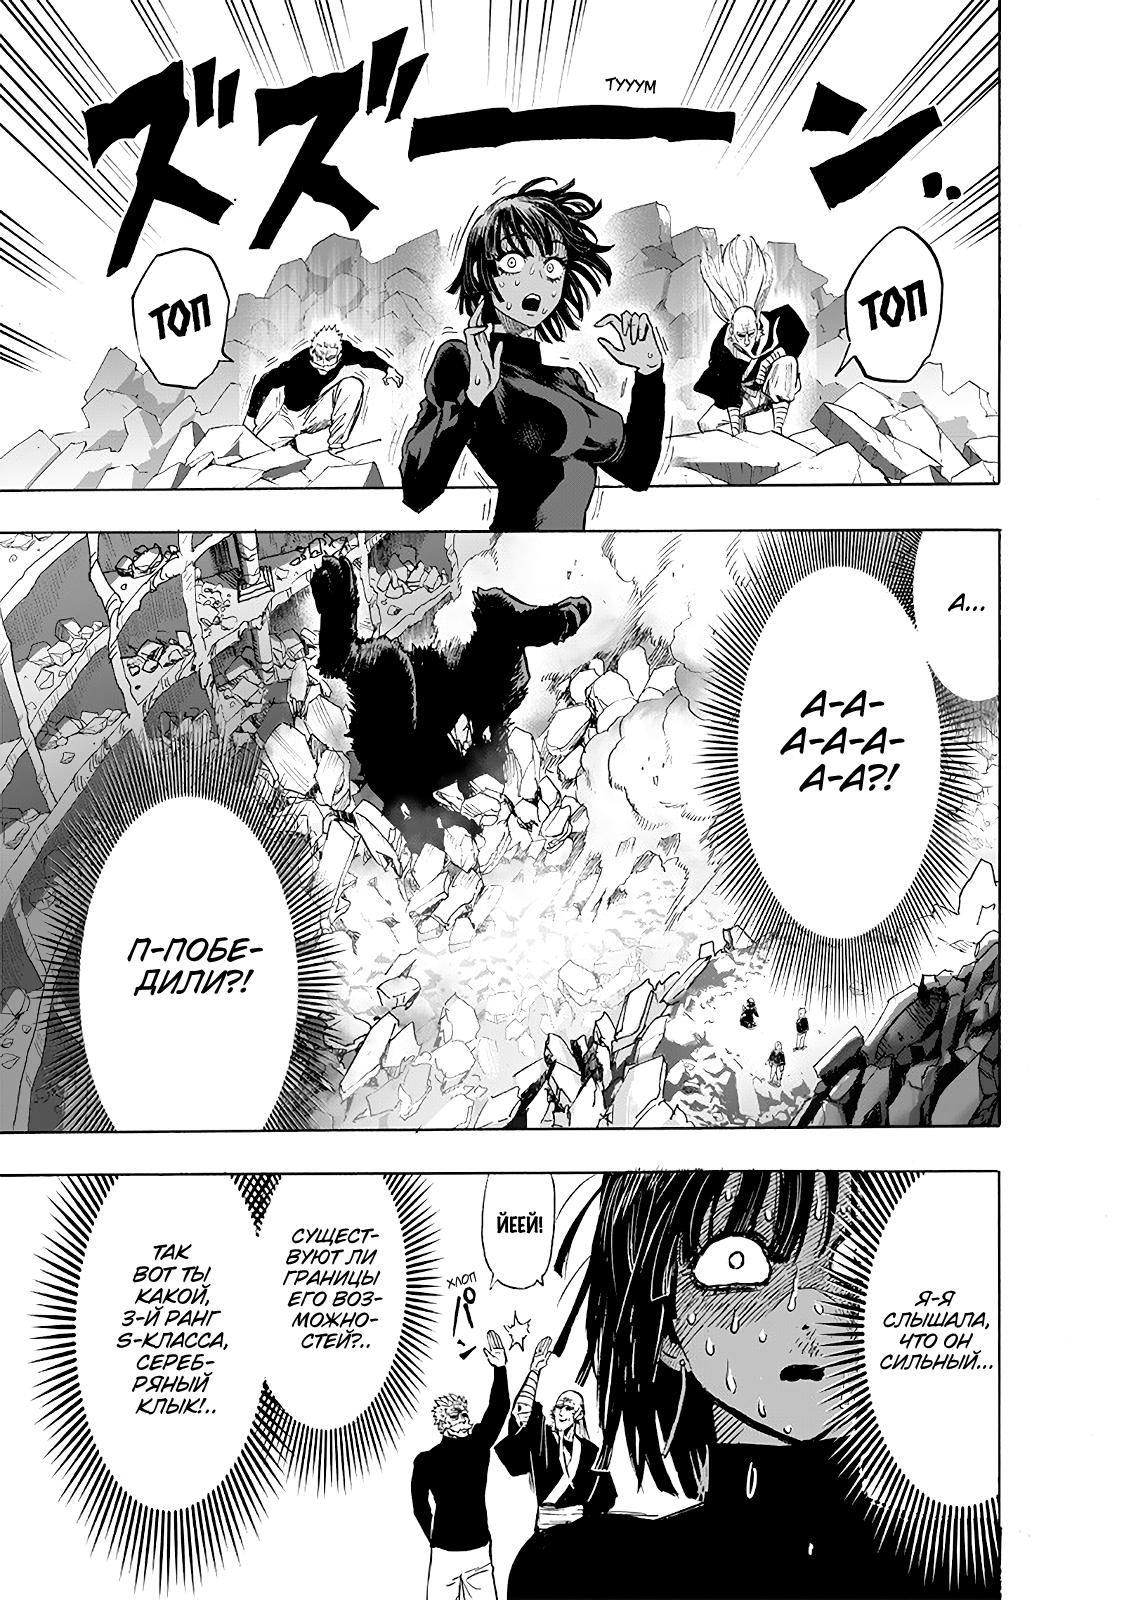 ズズーン..
ТУУУМ
ТОП
ТОП
А...
А-А-
А-А-А-
А-А?!
П-ПОБЕ-
ДИЛИ?!
Я-Я
СЛЫШАЛА,
ЧТО ОН
СИЛЬНЫЙ...
ЙЕЕЙ!
ХЛОП
パン
СУЩЕСТ-
ВУЮТ ЛИ
ГРАНИЦЫ
ЕГО ВОЗ-
МОЖНО-
СТЕЙ?..
ТАК
ВОТ ТЫ
КАКОЙ,
3-Й РАНГ
S-КЛАССА,
СЕРЕБ-
РЯНЫЙ
КЛЫК!..